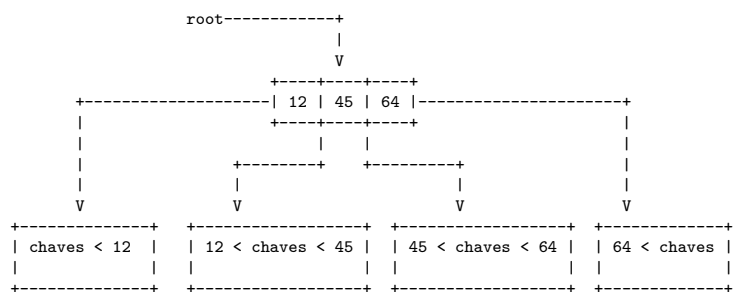 root
12 | 45 | 64
chaves < 12 | 12 < chaves < 45 | 45 < chaves < 64 | 64 < chaves